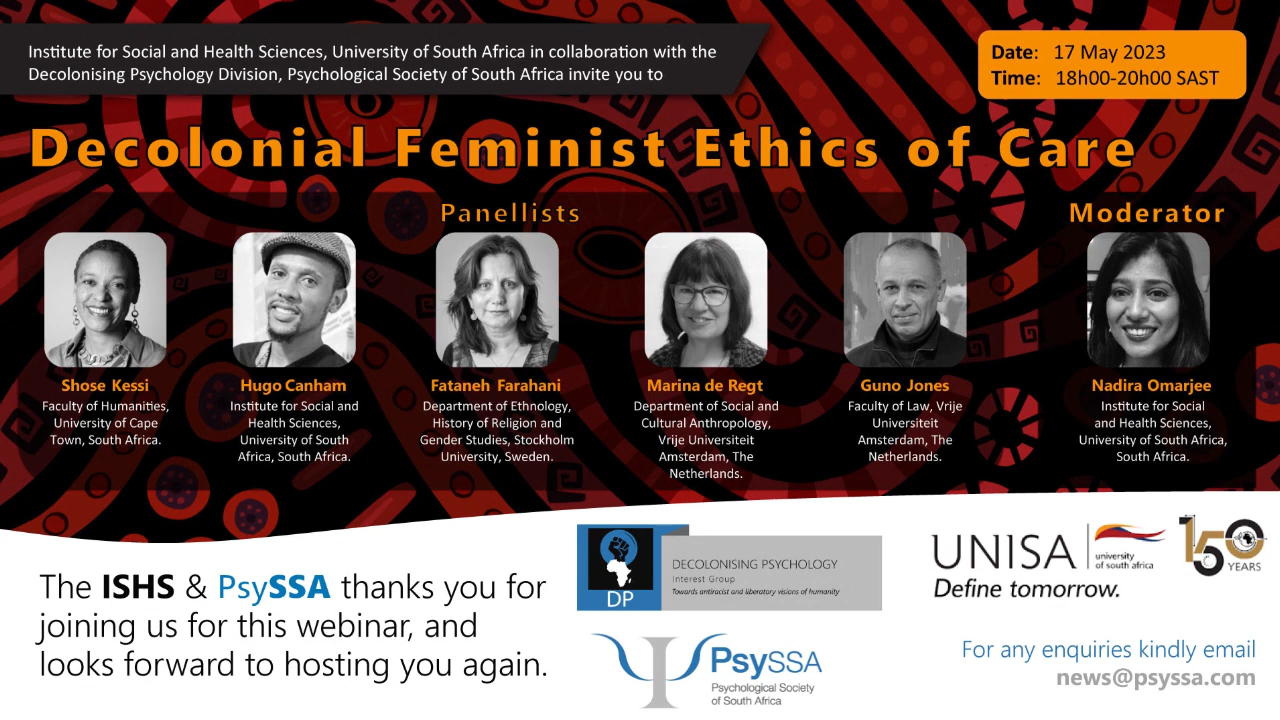 Institute for Social and Health Sciences, University of South Africa in collaboration with the
Decolonising Psychology Division, Psychological Society of South Africa invite you to
Date: 17 May 2023
Time: 18h00-20h00 SAST
Decolonial Feminist Ethics of Care
Panellists
Moderator
Shose Kessi
Faculty of Humanities,
University of Cape
Town, South Africa.
Hugo Canham
Institute for Social and
Health Sciences,
University of South
Africa, South Africa.
Fataneh Farahani
Department of Ethnology,
History of Religion and
Gender Studies, Stockholm
University, Sweden.
Marina de Regt
Department of Social and
Cultural Anthropology,
Vrije Universiteit
Amsterdam, The
Netherlands.
Guno Jones
Faculty of Law, Vrije
Universiteit
Amsterdam, The
Netherlands.
Nadira Omarjee
Institute for Social
and Health Sciences,
University of South Africa,
South Africa.
The ISHS & PsySSA thanks you for
joining us for this webinar, and
looks forward to hosting you again.
DP
DECOLONISING PSYCHOLOGY
Interest Group
Towards antiracist and liberatory visions of humanity
PsySSA
Psychological Society
of South Africa
UNISA
university
of south africa
Define tomorrow.
150
YEARS
For any enquiries kindly email
news@psyssa.com